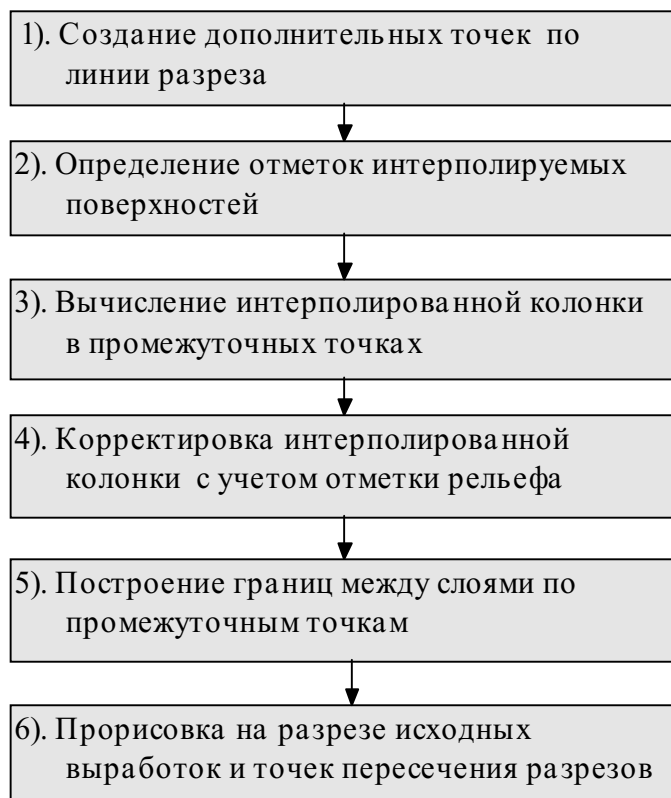 1). Создание дополнительных точек по
линии разреза
2). Определение отметок интерполируемых
поверхностей
3). Вычисление интерполированной колонки
в промежуточных точках
4). Корректировка интерполированной
колонки с учетом отметки рельефа
5). Построение границ между слоями по
промежуточным точкам
6). Прорисовка на разрезе исходных
выработок и точек пересечения разрезов